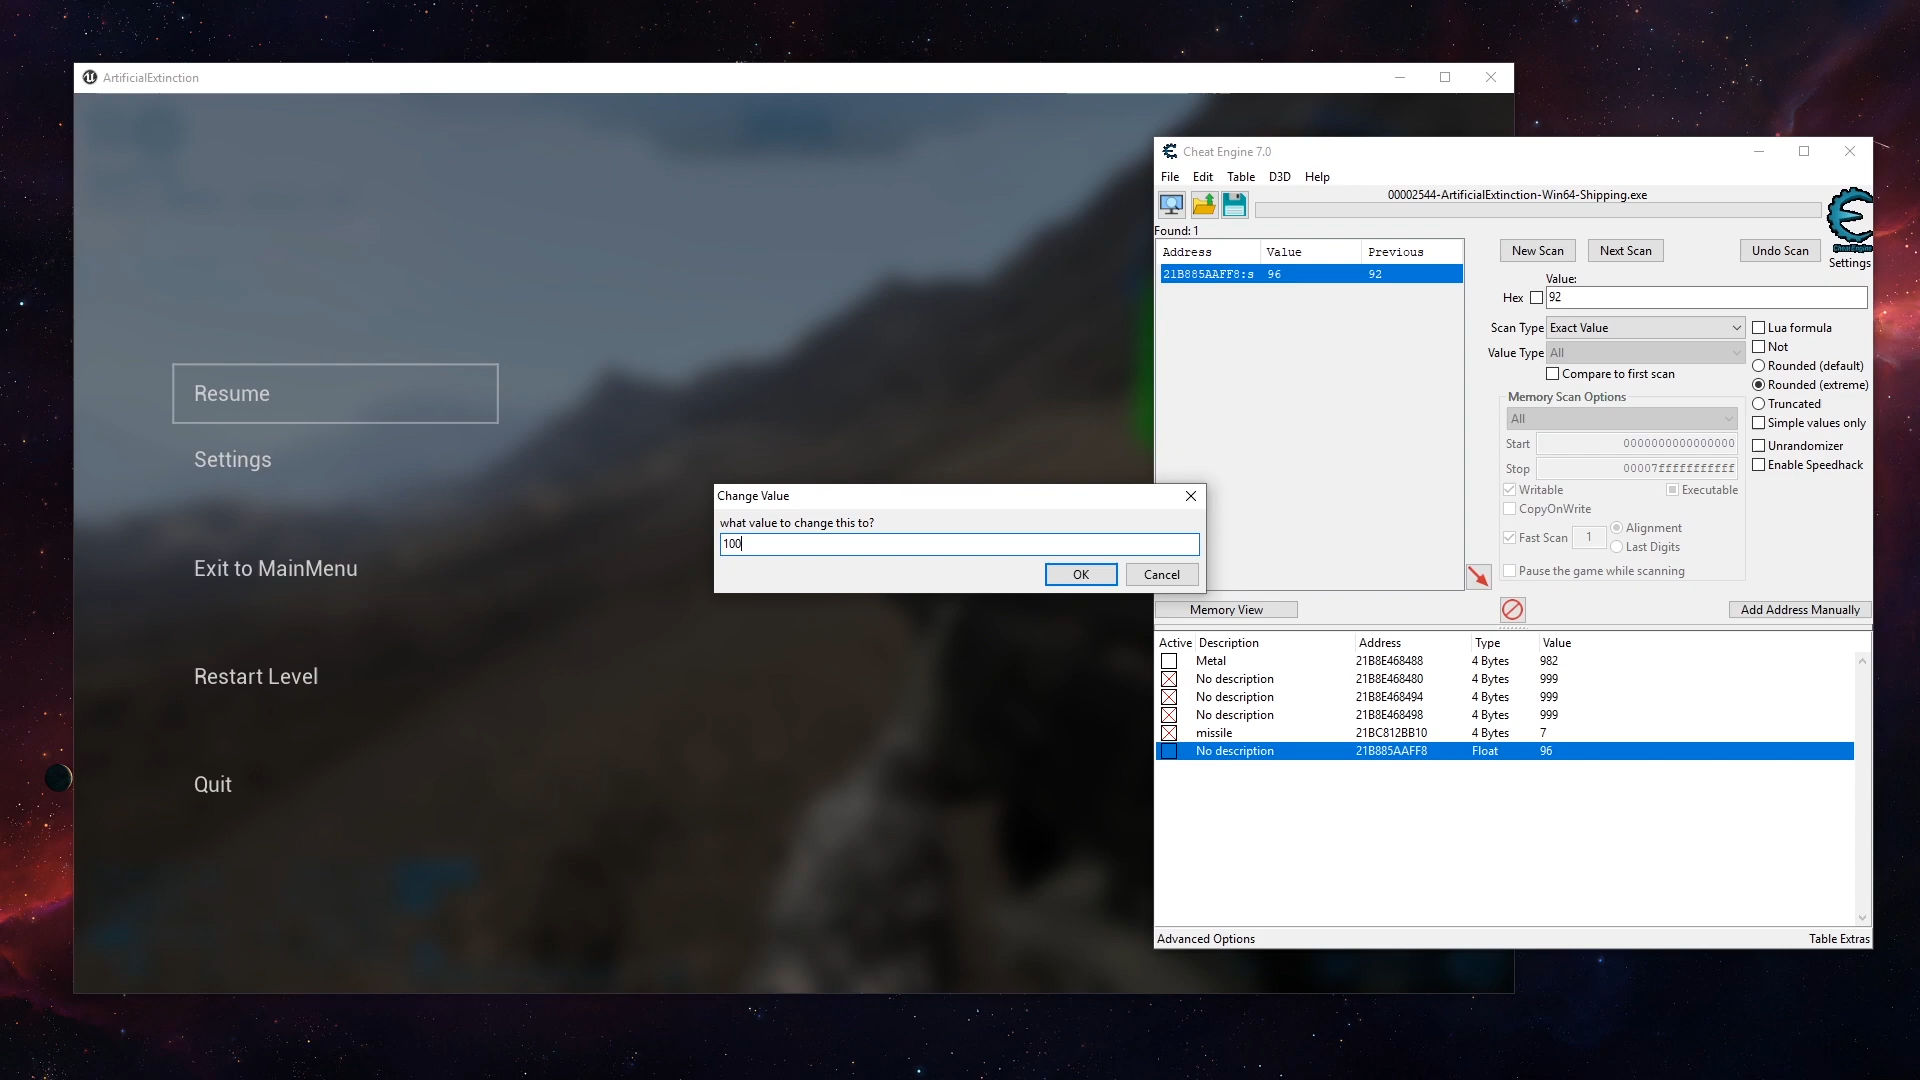 ArtificialExtinction
Resume
Settings
Exit to MainMenu
Restart Level
Quit
Change Value
what value to change this to?
100
OK
Cancel
Cheat Engine 7.0
File Edit Table D3D Help
00002544-ArtificialExtinction-Win64-Shipping.exe
Found: 1
Address Value Previous
21B885AAFF8:s 96 92
New Scan Next Scan Undo Scan
Cheat Engine
Settings
Value:
Hex 92
Scan Type Exact Value
Value Type All
Compare to first scan
Lua formula
Not
Rounded (default)
Rounded (extreme)
Truncated
Simple values only
Unrandomizer
Enable Speedhack
Memory Scan Options
All
Start 0000000000000000
Stop 00007fffffffffff
Writable Executable
CopyOnWrite
Fast Scan 1 Alignment
Last Digits
Pause the game while scanning
Memory View
Add Address Manually
Active Description Address Type Value
Metal 21B8E468488 4 Bytes 982
No description 21B8E468480 4 Bytes 999
No description 21B8E468494 4 Bytes 999
No description 21B8E468498 4 Bytes 999
missile 21BC812BB10 4 Bytes 7
No description 21B885AAFF8 Float 96
Advanced Options
Table Extras